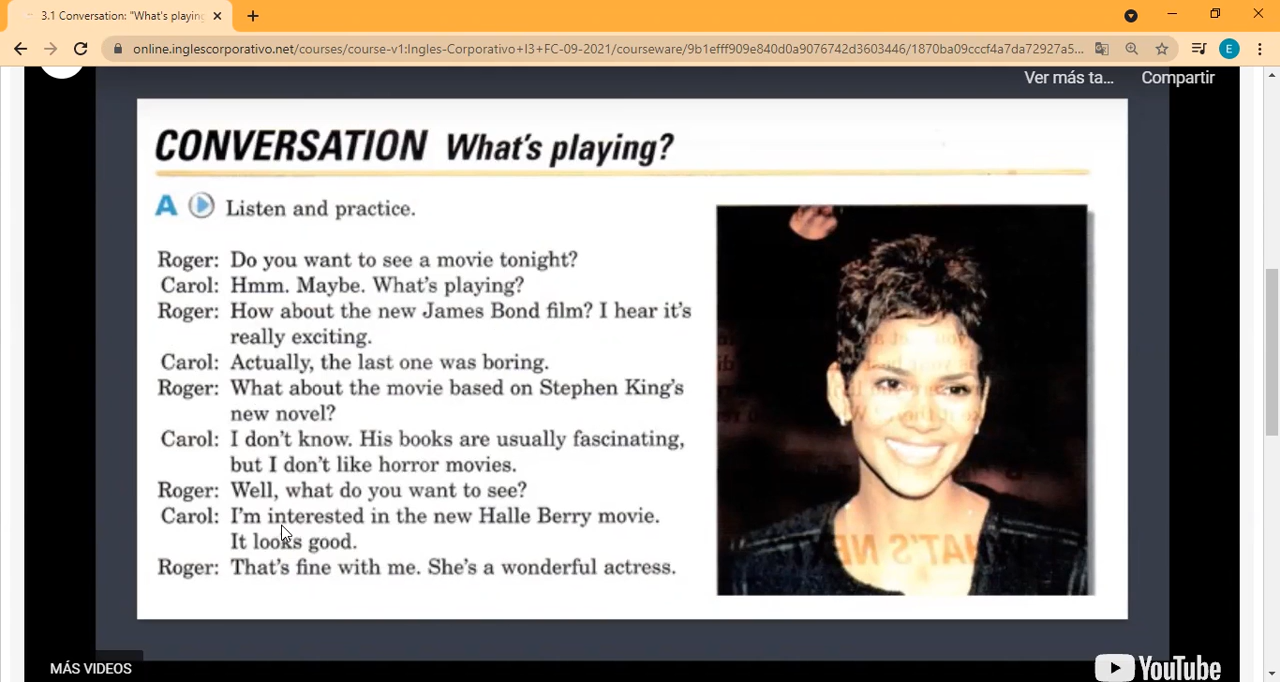 3.1 Conversation: "What's playing
online.inglescorporativo.net/courses/course-v1:Ingles-Corporativo+I3+FC-09-2021/courseware/9b1efff909e840d0a9076742d3603446/1870ba09cccf4a7da72927a5...
E
Ver más ta... Compartir
CONVERSATION What's playing?
A Listen and practice.
Roger: Do you want to see a movie tonight?
Carol: Hmm. Maybe. What's playing?
Roger: How about the new James Bond film? I hear it's
really exciting.
Carol: Actually, the last one was boring.
Roger: What about the movie based on Stephen King's
new novel?
Carol: I don't know. His books are usually fascinating,
but I don't like horror movies.
Roger: Well, what do you want to see?
Carol: I'm interested in the new Halle Berry movie.
It looks good.
Roger: That's fine with me. She's a wonderful actress.
MÁS VIDEOS
YouTube